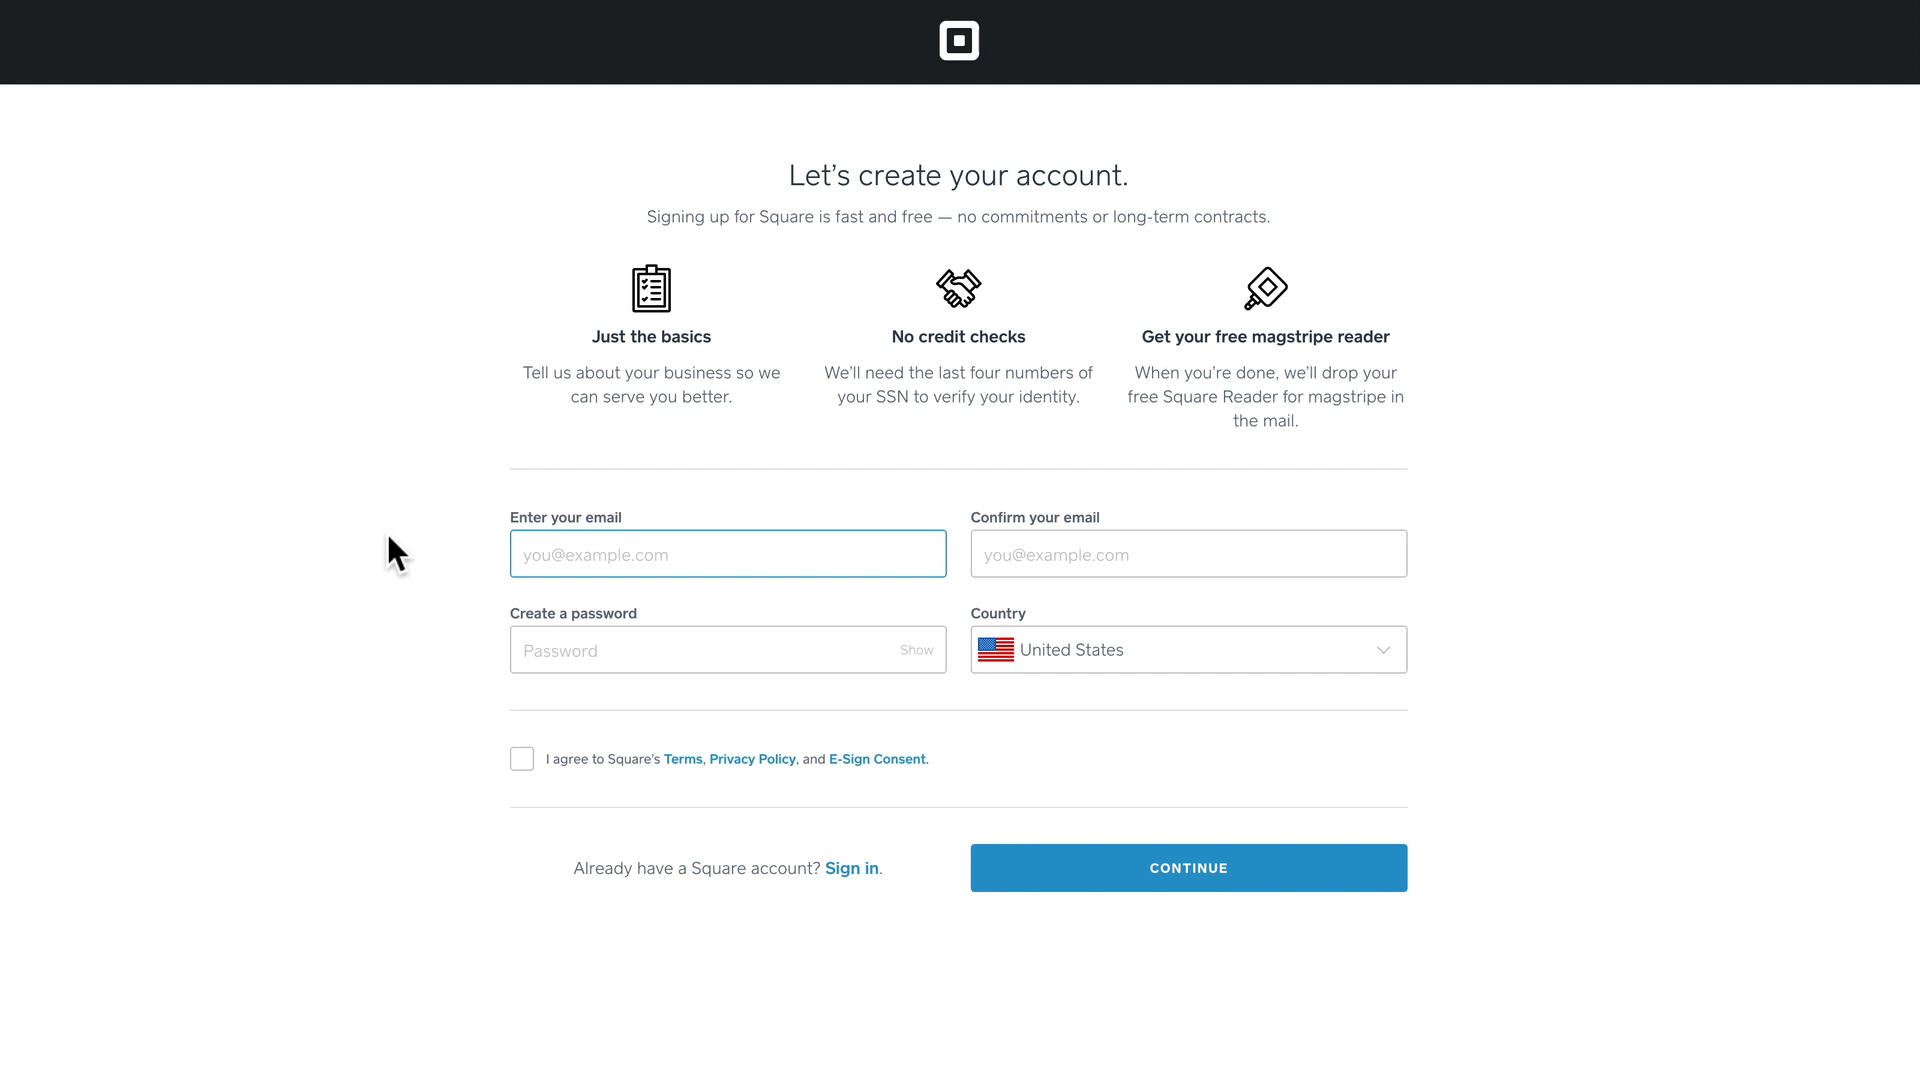 Let’s create your account.
Signing up for Square is fast and free — no commitments or long-term contracts.
Just the basics
Tell us about your business so we
can serve you better.
No credit checks
We’ll need the last four numbers of
your SSN to verify your identity.
Get your free magstripe reader
When you’re done, we’ll drop your
free Square Reader for magstripe in
the mail.
Enter your email
you@example.com
Confirm your email
you@example.com
Create a password
Password Show
Country
United States
I agree to Square’s Terms, Privacy Policy, and E-Sign Consent.
Already have a Square account? Sign in.
CONTINUE